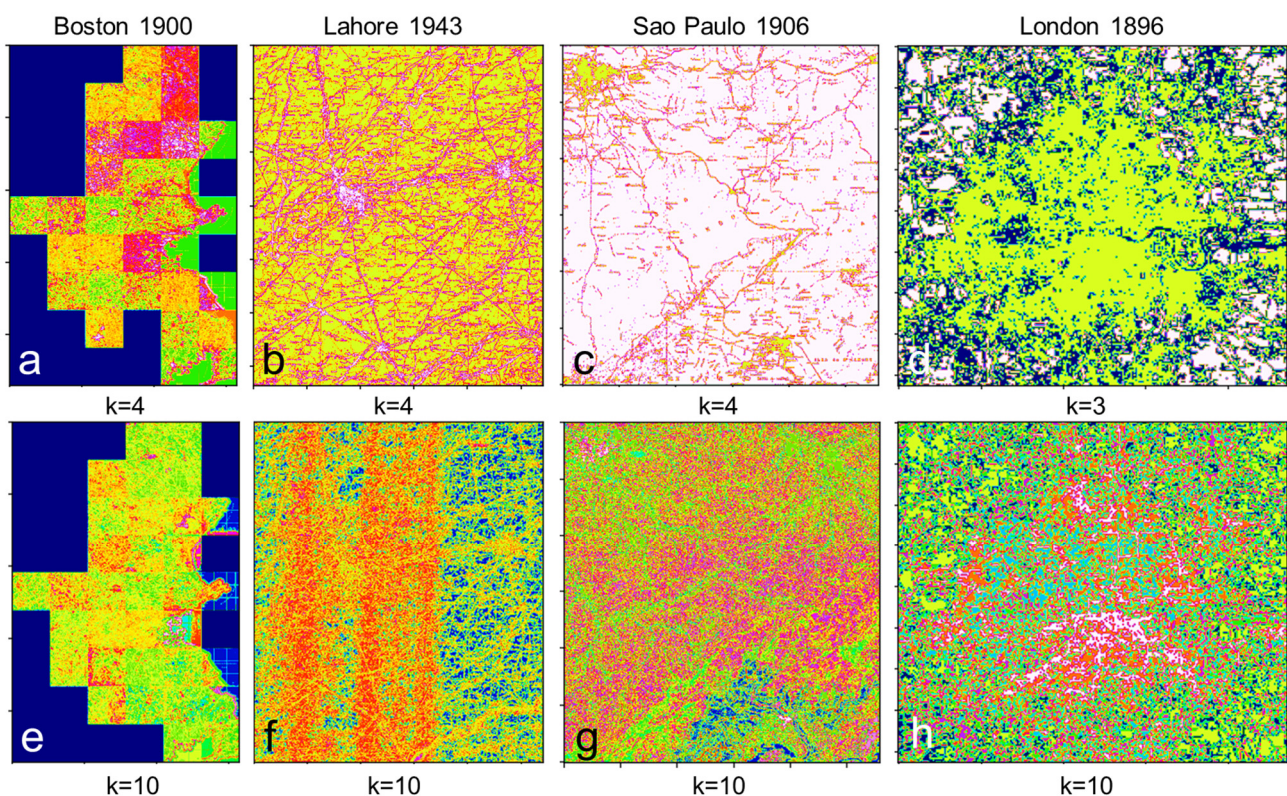 Boston 1900 Lahore 1943 Sao Paulo 1906 London 1896
a b c d
k=4 k=4 k=4 k=3
e f g h
k=10 k=10 k=10 k=10